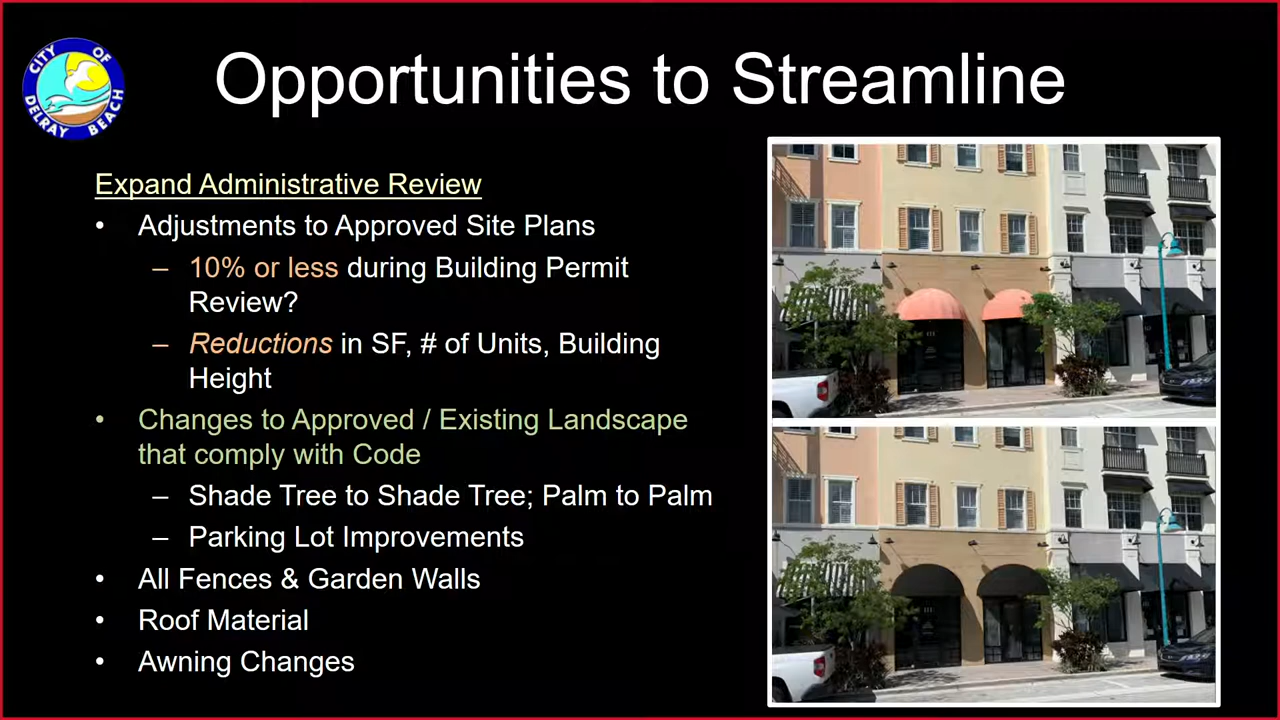 CITY OF
DELRAY BEACH
Opportunities to Streamline
Expand Administrative Review
• Adjustments to Approved Site Plans
– 10% or less during Building Permit
Review?
– Reductions in SF, # of Units, Building
Height
• Changes to Approved / Existing Landscape
that comply with Code
– Shade Tree to Shade Tree; Palm to Palm
– Parking Lot Improvements
• All Fences & Garden Walls
• Roof Material
• Awning Changes